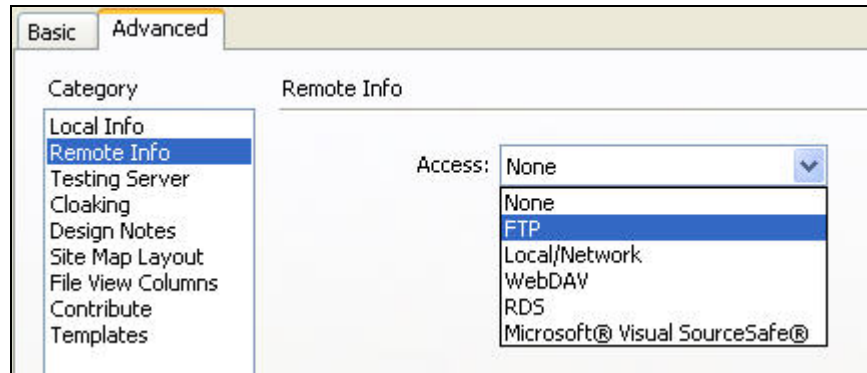 Basic Advanced
Category
Remote Info
Local Info
Remote Info
Testing Server
Cloaking
Design Notes
Site Map Layout
File View Columns
Contribute
Templates
Access: None
None
FTP
Local/Network
WebDAV
RDS
Microsoft® Visual SourceSafe®